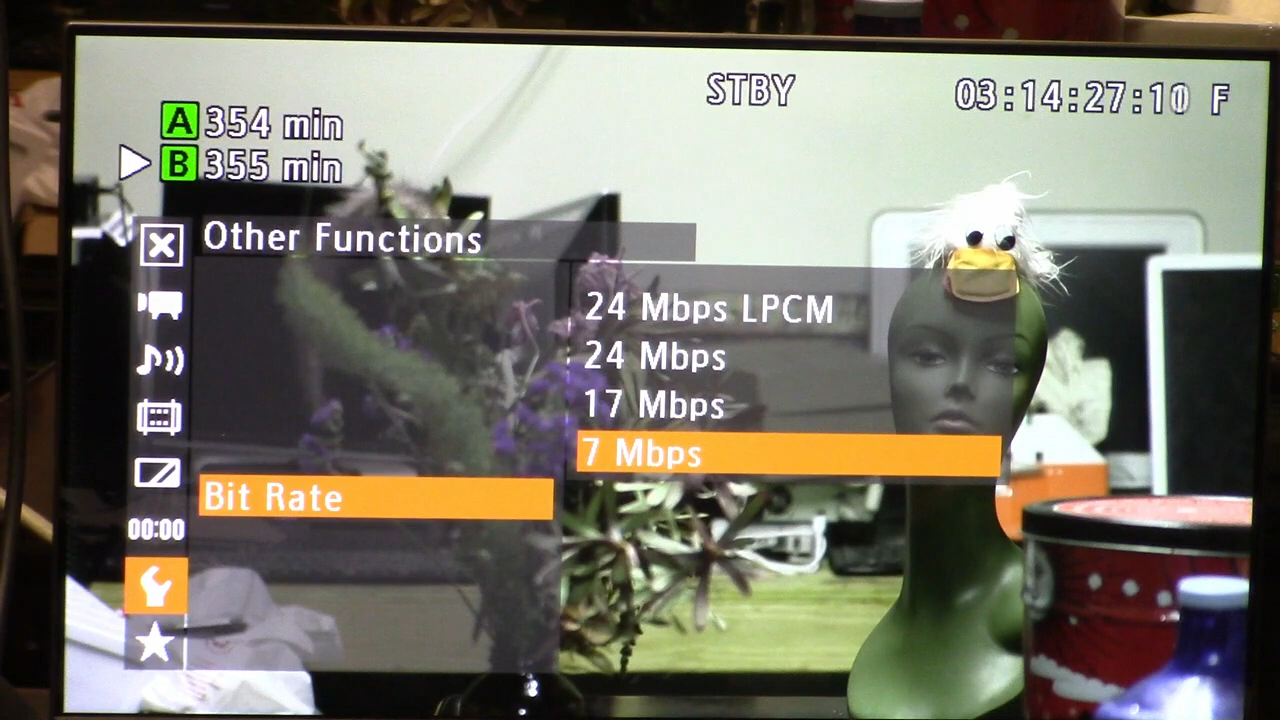 STBY
03:14:27:10 F
A 354 min
B 355 min
Other Functions
24 Mbps LPCM
24 Mbps
17 Mbps
7 Mbps
Bit Rate
00:00